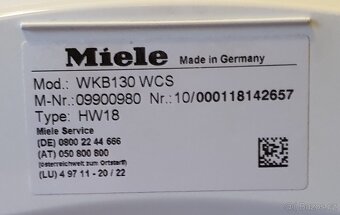 Miele Made in Germany
Mod.: WKB130 WCS
M-Nr.:09900980 Nr.:10/000118142657
Type: HW18
Miele Service
(DE) 0800 22 44 666
(AT) 050 800 800
(österreichweit zum Ortstarif)
(LU) 4 97 11 - 20 / 22